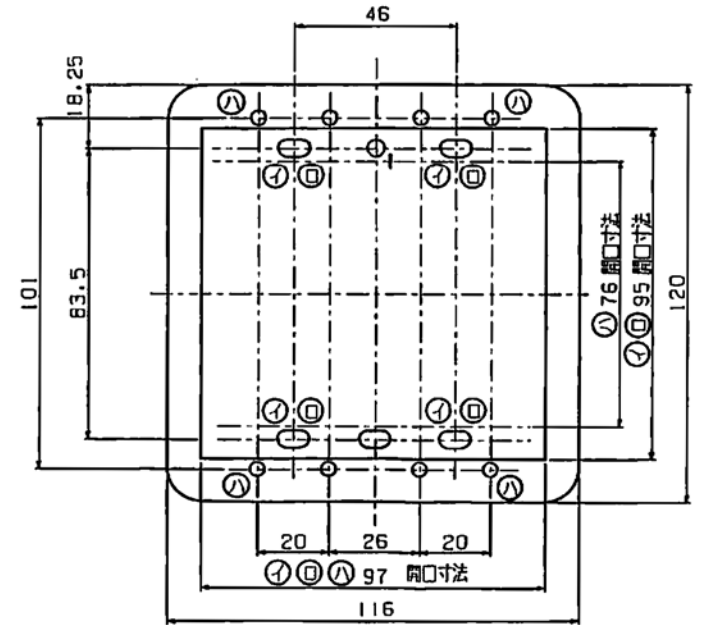 46
18.25
㋩ ㋩
㋑ ㋺ ㋑ ㋺
101
83.5
㋩ 76 開口寸法
㋑ ㋺ 95 開口寸法
120
㋑ ㋺ ㋑ ㋺
㋩ ㋩
20 26 20
㋑ ㋺ ㋩ 97 開口寸法
116